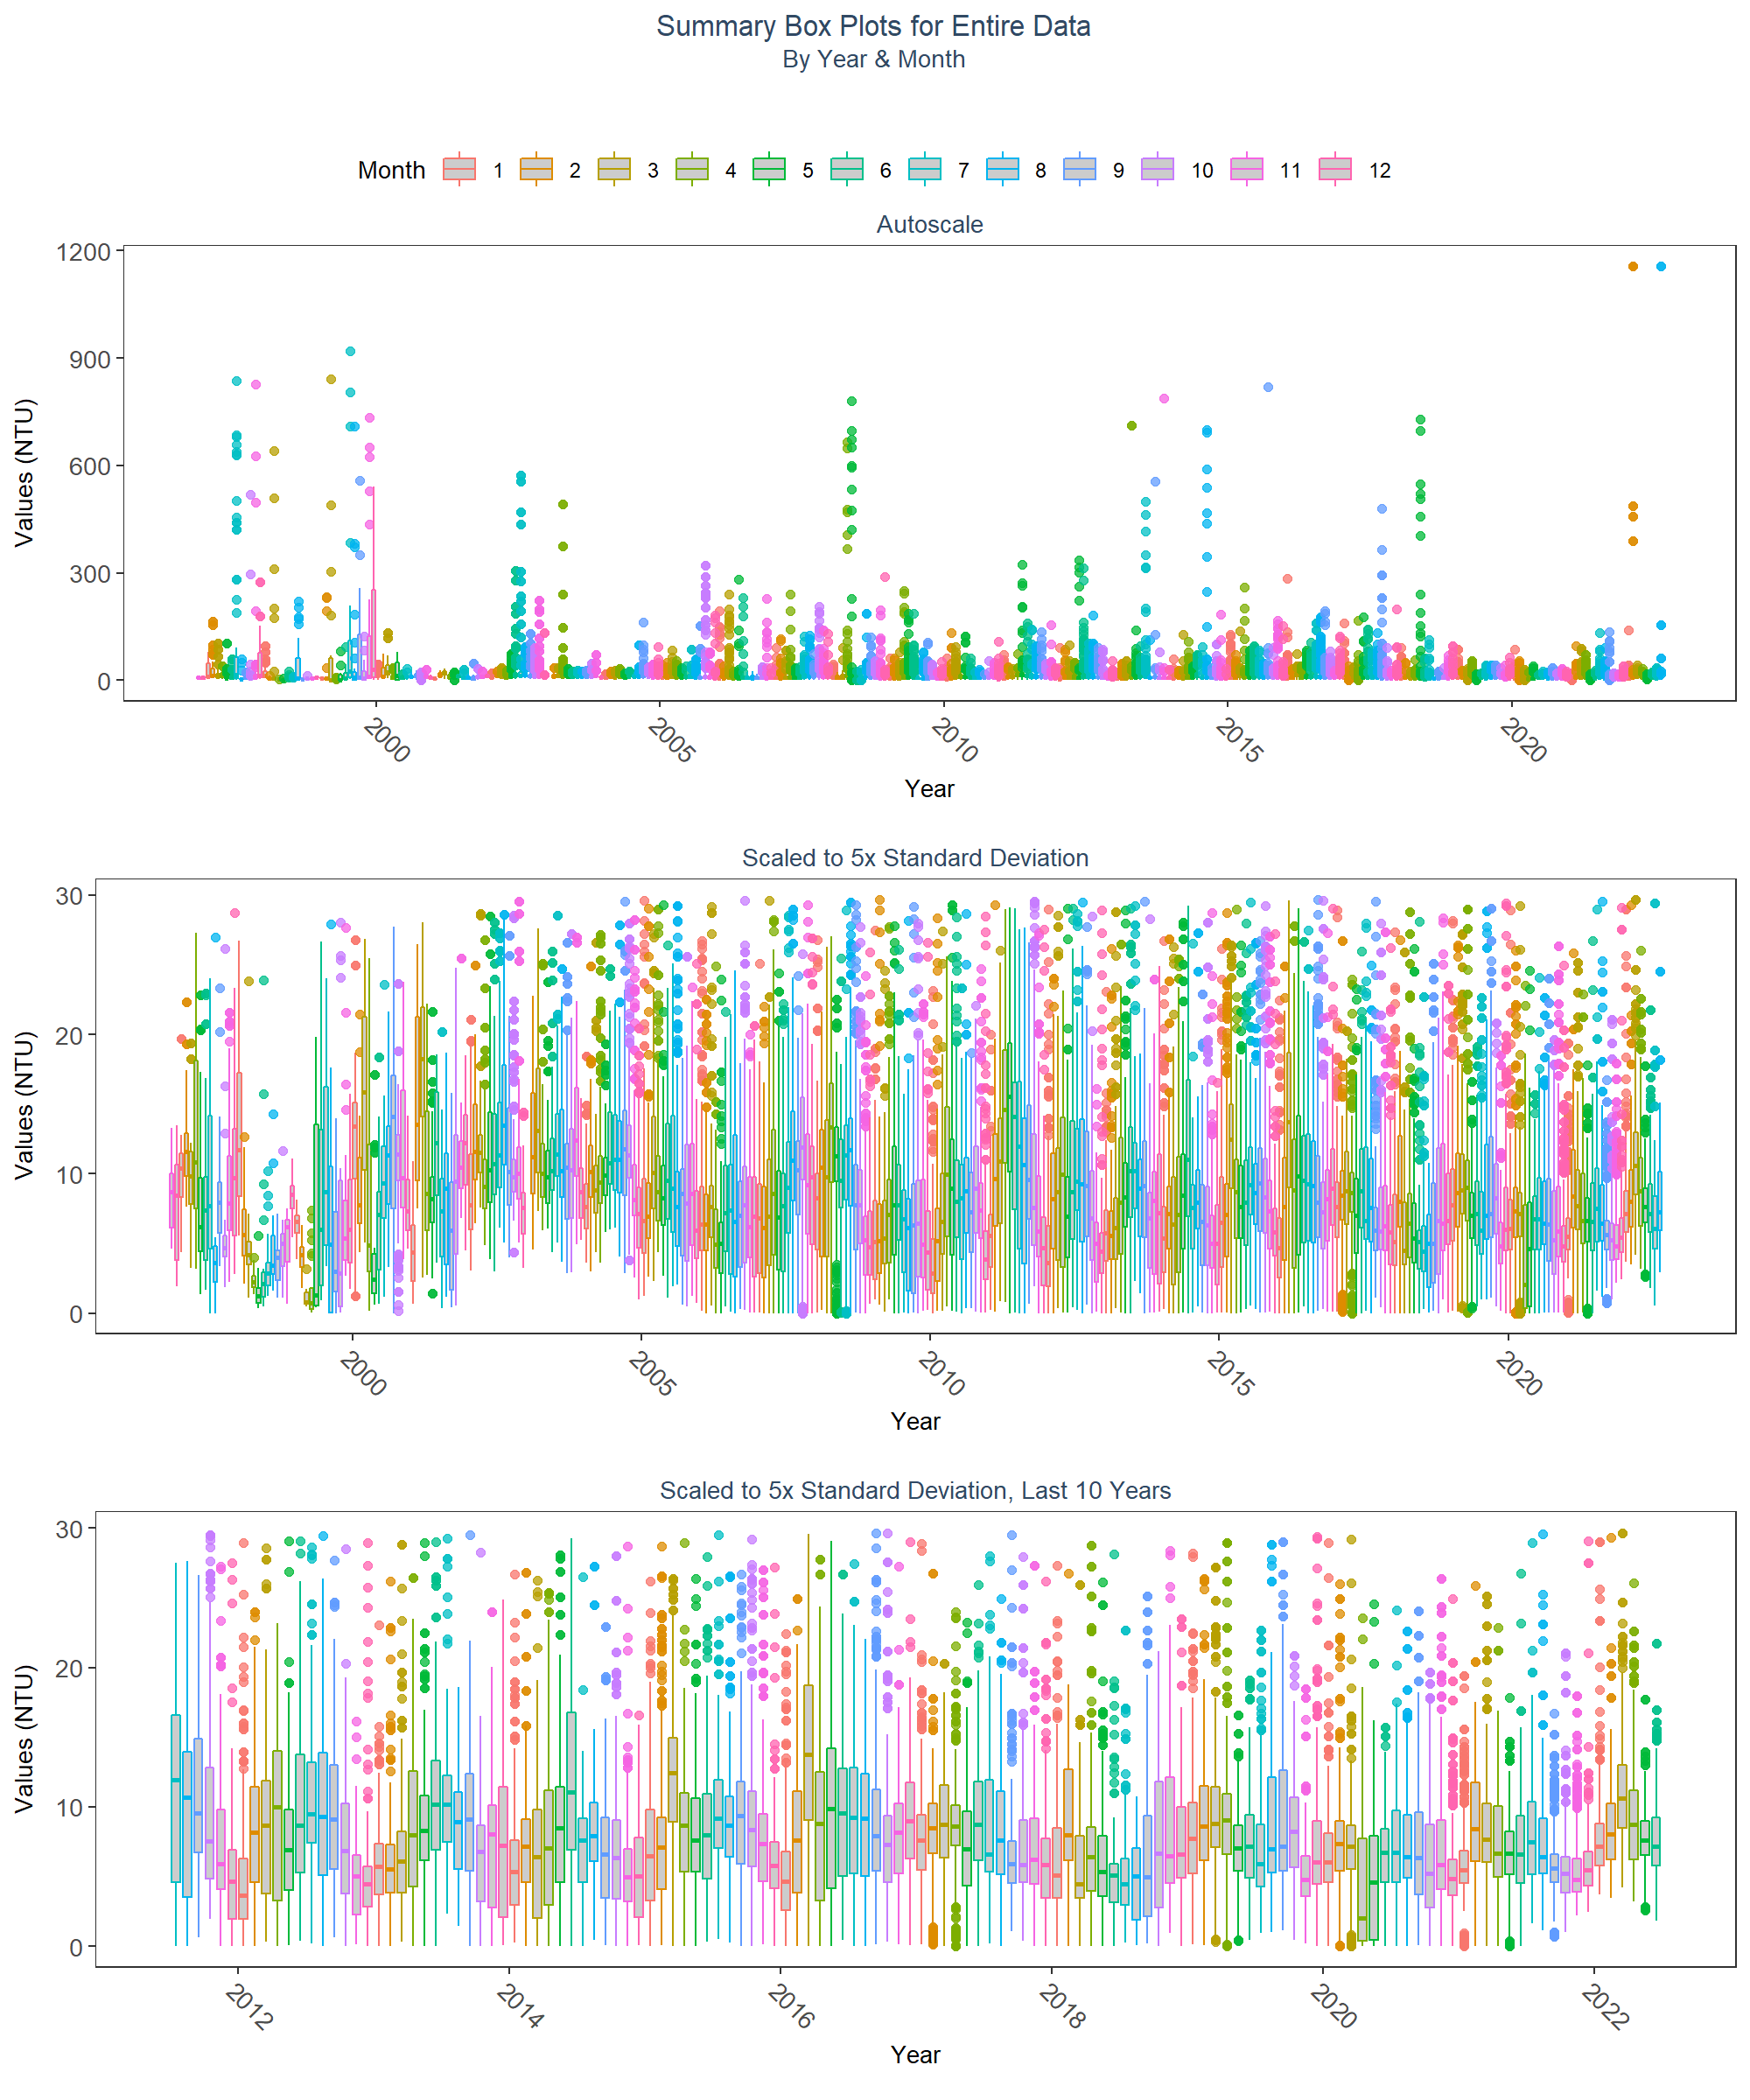 Summary Box Plots for Entire Data
By Year & Month
Month 1 2 3 4 5 6 7 8 9 10 11 12
Autoscale
Values (NTU)
1200
900
600
300
0
2000 2005 2010 2015 2020
Year
Scaled to 5x Standard Deviation
Values (NTU)
30
20
10
0
2000 2005 2010 2015 2020
Year
Scaled to 5x Standard Deviation, Last 10 Years
Values (NTU)
30
20
10
0
2012 2014 2016 2018 2020 2022
Year